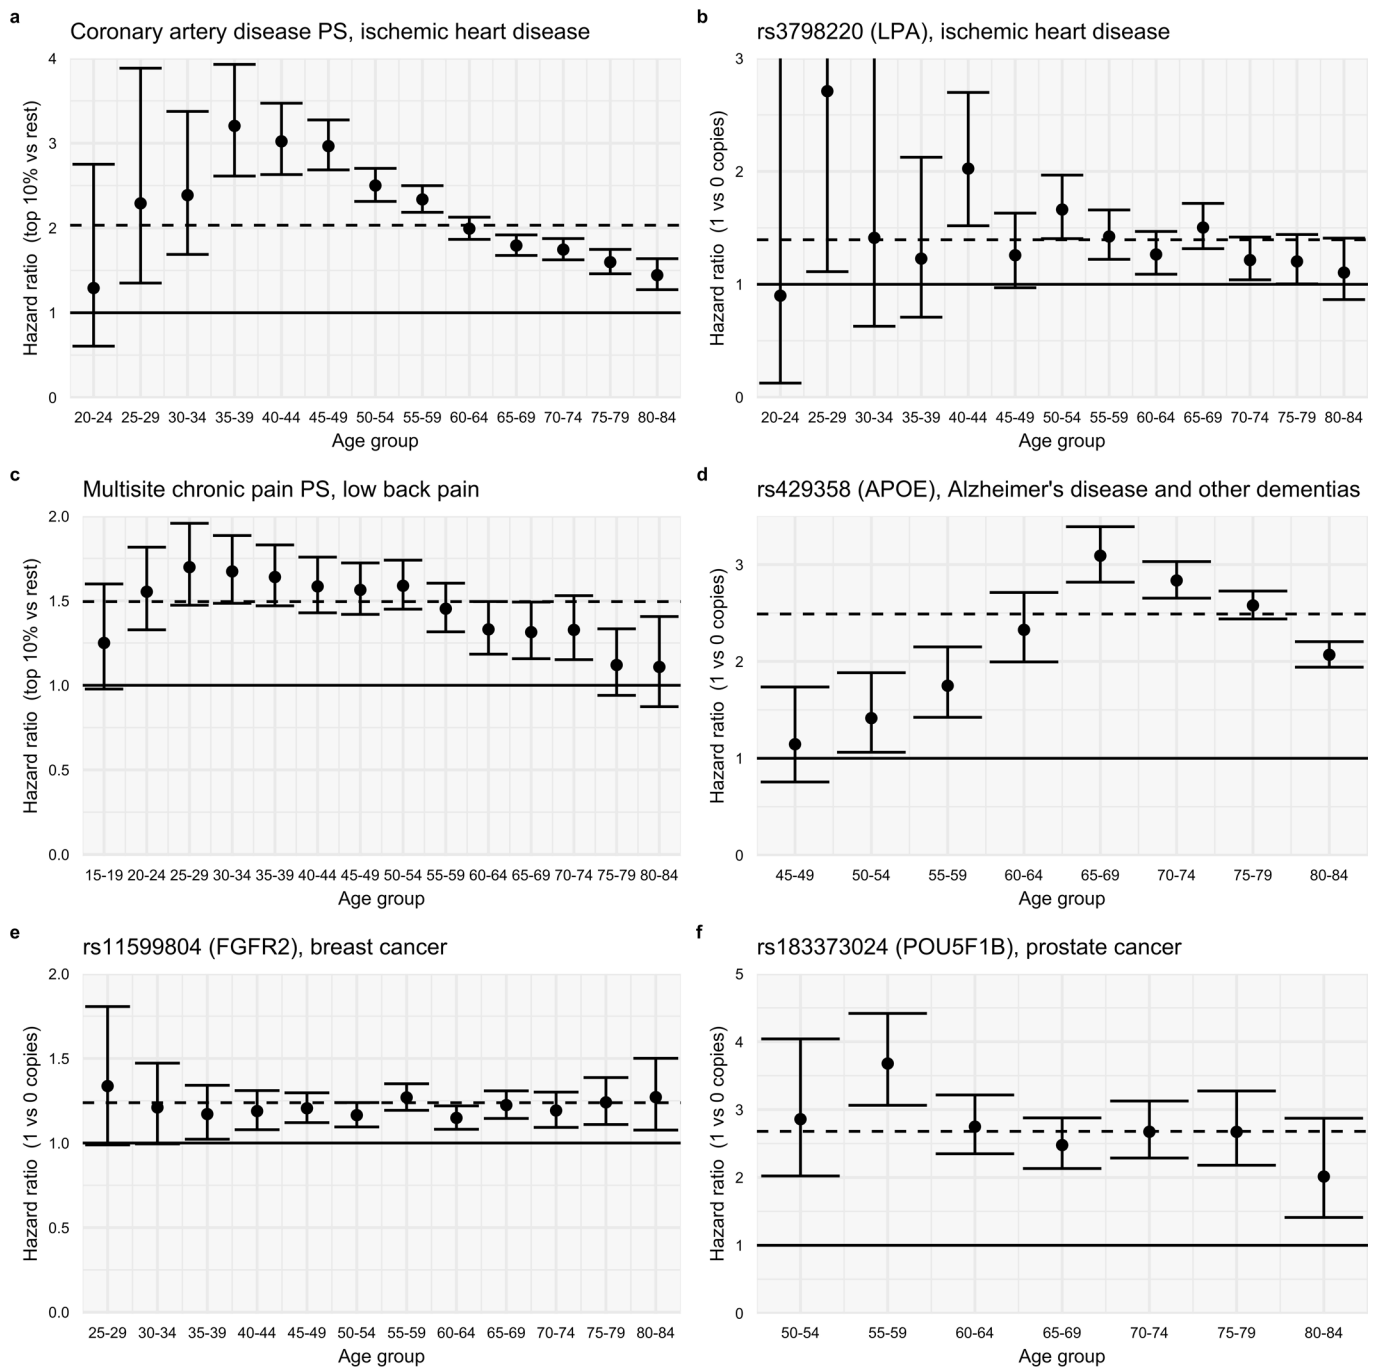 a
Coronary artery disease PS, ischemic heart disease
Hazard ratio (top 10% vs rest)
4
3
2
1
0
20-24 25-29 30-34 35-39 40-44 45-49 50-54 55-59 60-64 65-69 70-74 75-79 80-84
Age group
b
rs3798220 (LPA), ischemic heart disease
Hazard ratio (1 vs 0 copies)
3
2
1
0
20-24 25-29 30-34 35-39 40-44 45-49 50-54 55-59 60-64 65-69 70-74 75-79 80-84
Age group
c
Multisite chronic pain PS, low back pain
Hazard ratio (top 10% vs rest)
2.0
1.5
1.0
0.5
0.0
15-19 20-24 25-29 30-34 35-39 40-44 45-49 50-54 55-59 60-64 65-69 70-74 75-79 80-84
Age group
d
rs429358 (APOE), Alzheimer's disease and other dementias
Hazard ratio (1 vs 0 copies)
3
2
1
0
45-49 50-54 55-59 60-64 65-69 70-74 75-79 80-84
Age group
e
rs11599804 (FGFR2), breast cancer
Hazard ratio (1 vs 0 copies)
2.0
1.5
1.0
0.5
0.0
25-29 30-34 35-39 40-44 45-49 50-54 55-59 60-64 65-69 70-74 75-79 80-84
Age group
f
rs183373024 (POU5F1B), prostate cancer
Hazard ratio (1 vs 0 copies)
5
4
3
2
1
0
50-54 55-59 60-64 65-69 70-74 75-79 80-84
Age group